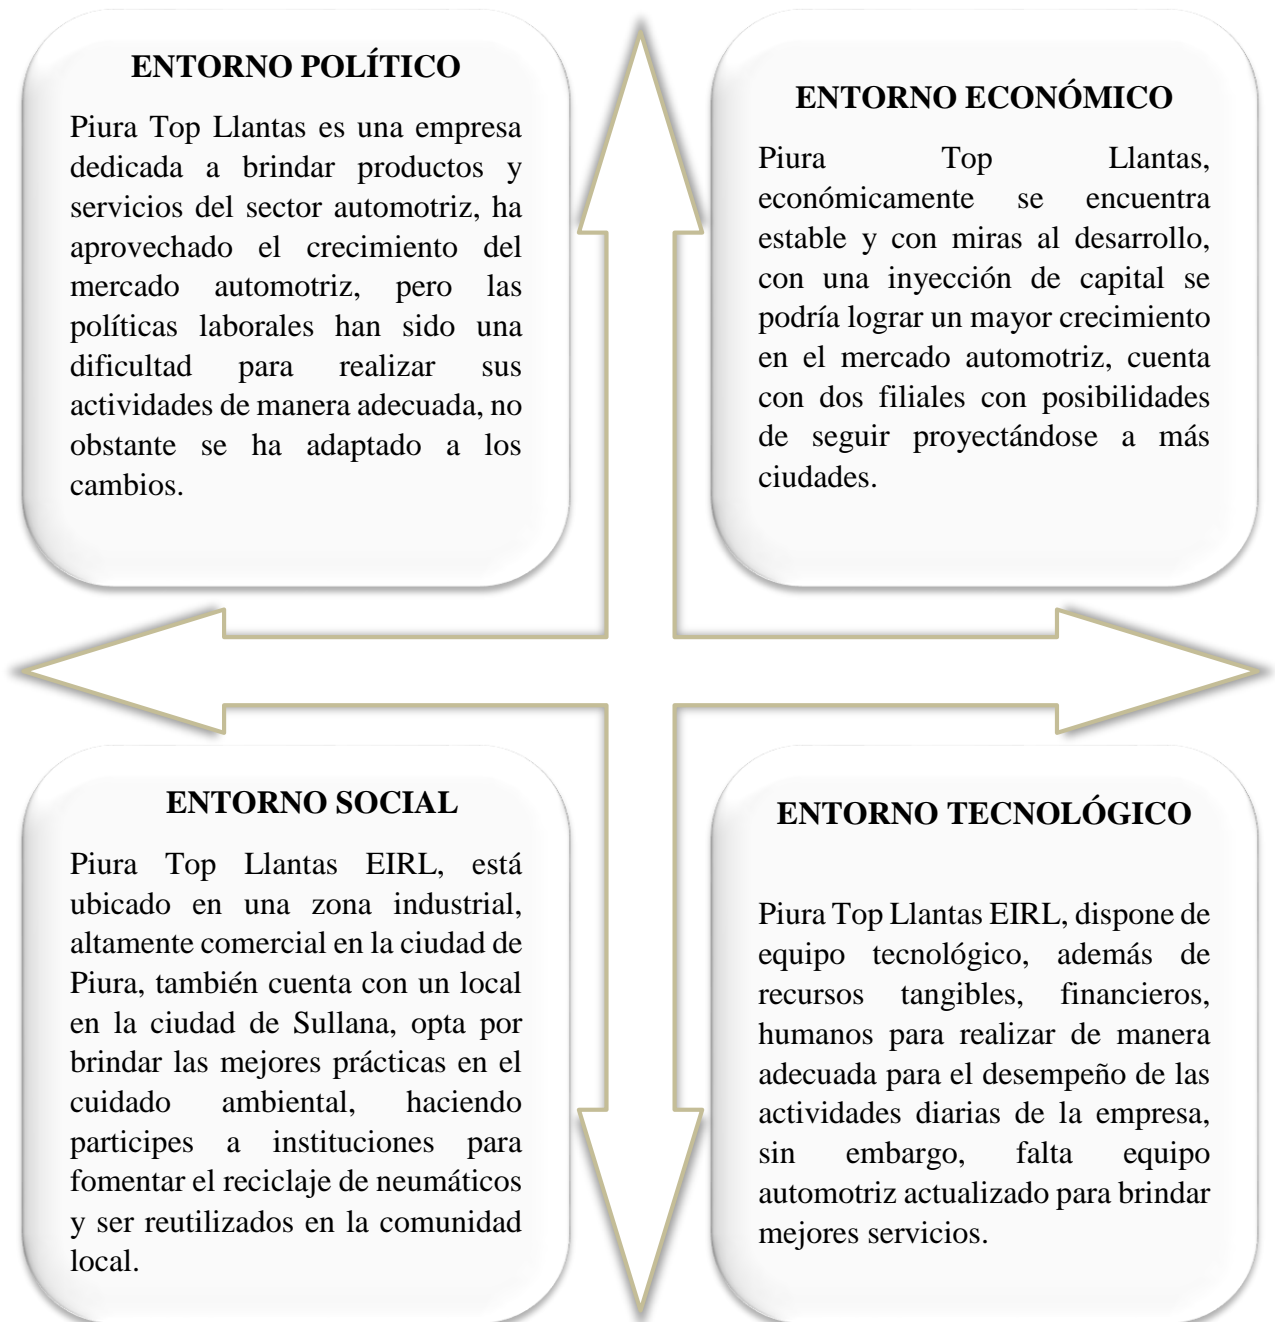 ENTORNO POLÍTICO
Piura Top Llantas es una empresa
dedicada a brindar productos y
servicios del sector automotriz, ha
aprovechado el crecimiento del
mercado automotriz, pero las
políticas laborales han sido una
dificultad para realizar sus
actividades de manera adecuada, no
obstante se ha adaptado a los
cambios.
ENTORNO ECONÓMICO
Piura Top Llantas,
económicamente se encuentra
estable y con miras al desarrollo,
con una inyección de capital se
podría lograr un mayor crecimiento
en el mercado automotriz, cuenta
con dos filiales con posibilidades
de seguir proyectándose a más
ciudades.
ENTORNO SOCIAL
Piura Top Llantas EIRL, está
ubicado en una zona industrial,
altamente comercial en la ciudad de
Piura, también cuenta con un local
en la ciudad de Sullana, opta por
brindar las mejores prácticas en el
cuidado ambiental, haciendo
participes a instituciones para
fomentar el reciclaje de neumáticos
y ser reutilizados en la comunidad
local.
ENTORNO TECNOLÓGICO
Piura Top Llantas EIRL, dispone de
equipo tecnológico, además de
recursos tangibles, financieros,
humanos para realizar de manera
adecuada para el desempeño de las
actividades diarias de la empresa,
sin embargo, falta equipo
automotriz actualizado para brindar
mejores servicios.